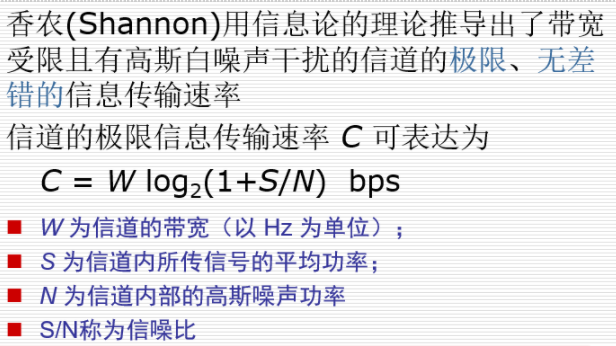 香农(Shannon)用信息论的理论推导出了带宽
受限且有高斯白噪声干扰的信道的极限、无差
错的信息传输速率
信道的极限信息传输速率 C 可表达为
C = W log₂(1+S/N) bps
W 为信道的带宽（以 Hz 为单位）；
S 为信道内所传信号的平均功率；
N 为信道内部的高斯噪声功率
S/N称为信噪比